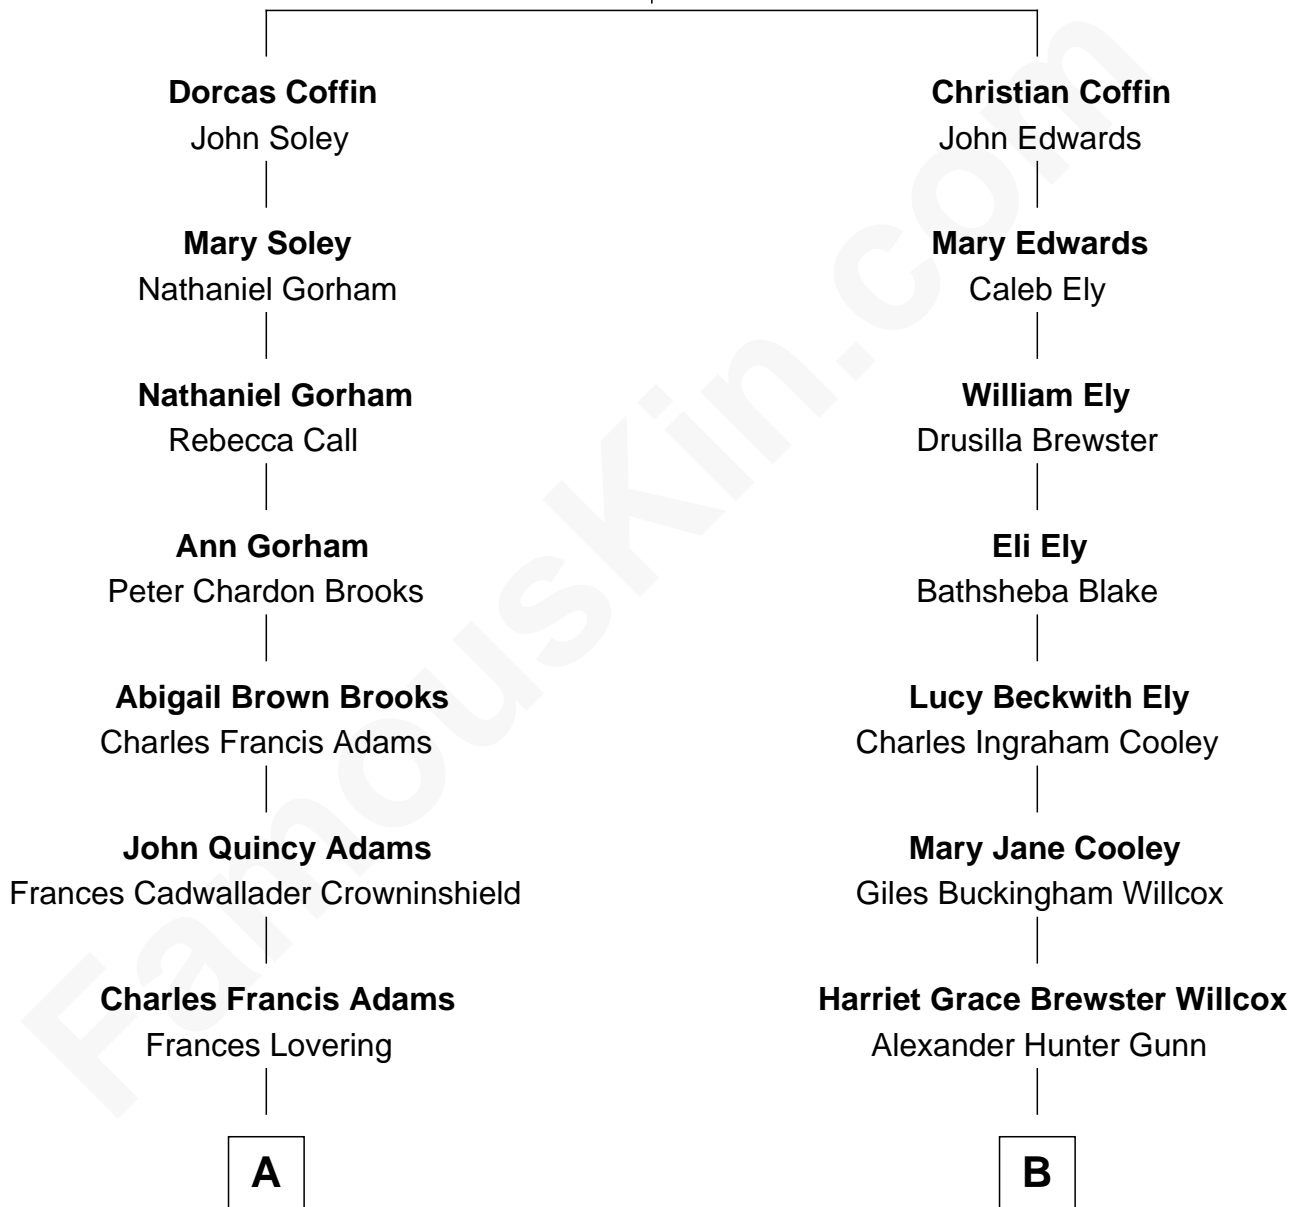 Dorcas Coffin
John Soley
Mary Soley
Nathaniel Gorham
Nathaniel Gorham
Rebecca Call
Ann Gorham
Peter Chardon Brooks
Abigail Brown Brooks
Charles Francis Adams
John Quincy Adams
Frances Cadwallader Crowninshield
Charles Francis Adams
Frances Lovering
A
Christian Coffin
John Edwards
Mary Edwards
Caleb Ely
William Ely
Drusilla Brewster
Eli Ely
Bathsheba Blake
Lucy Beckwith Ely
Charles Ingraham Cooley
Mary Jane Cooley
Giles Buckingham Willcox
Harriet Grace Brewster Willcox
Alexander Hunter Gunn
B
FamousKin.com